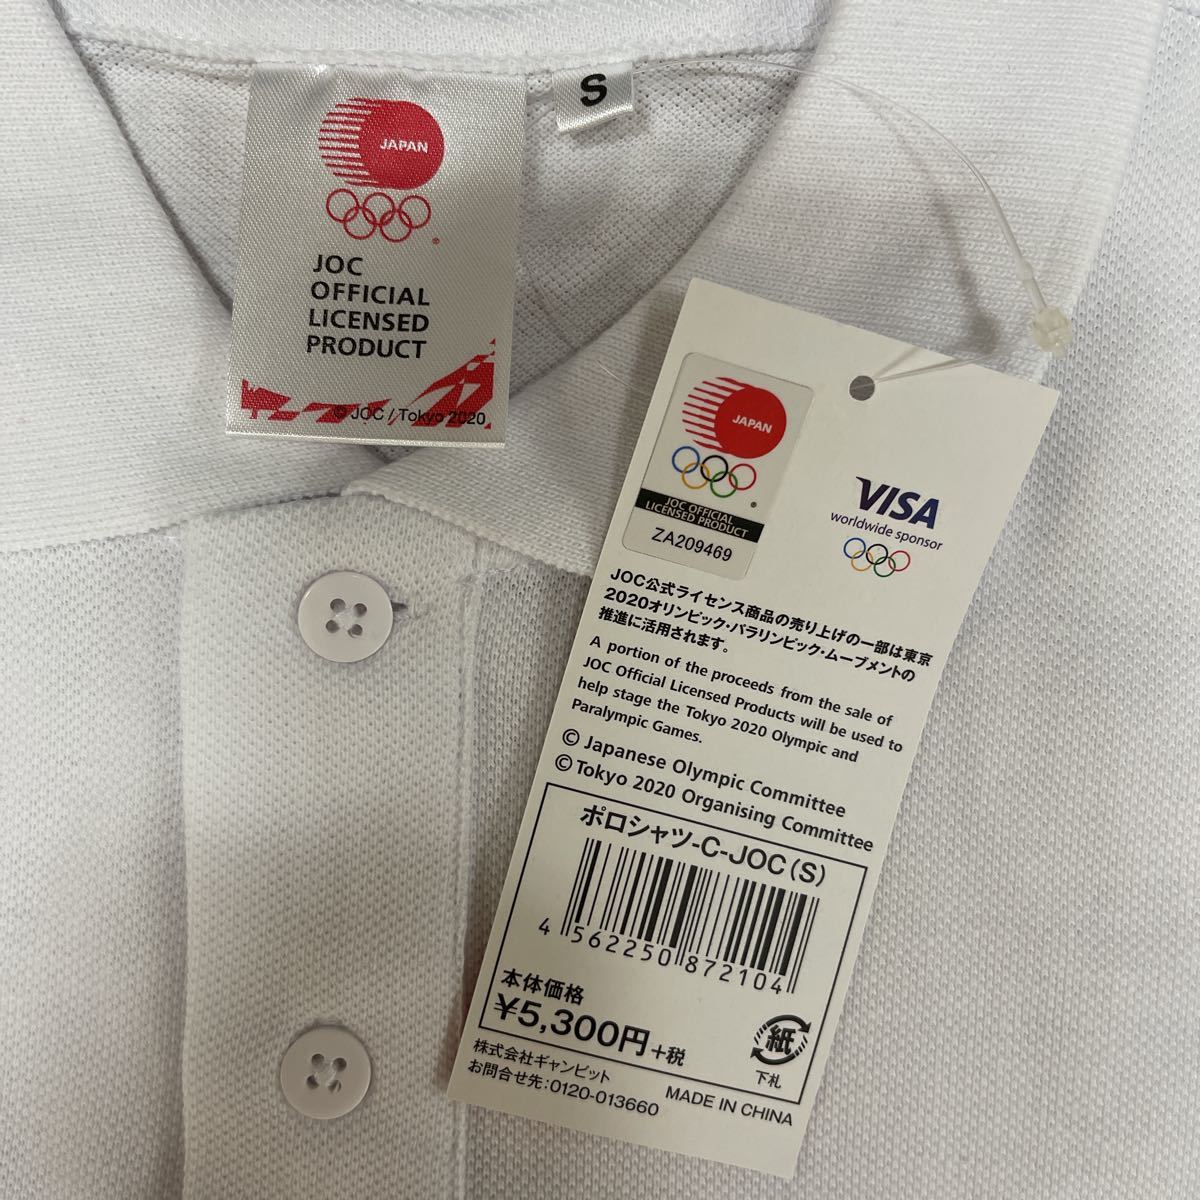 S
JAPAN
JOC
OFFICIAL
LICENSED
PRODUCT
© JOC / Tokyo 2020
JAPAN
JOC OFFICIAL
LICENSED PRODUCT
ZA209469
VISA
worldwide sponsor
JOC公式ライセンス商品の売り上げの一部は東京
2020オリンピック・パラリンピック・ムーブメントの
推進に活用されます。
A portion of the proceeds from the sale of
JOC Official Licensed Products will be used to
help stage the Tokyo 2020 Olympic and
Paralympic Games.
© Japanese Olympic Committee
© Tokyo 2020 Organising Committee
ポロシャツ-C-JOC(S)
4 562250 872104
本体価格
¥5,300円+税
紙
下札
株式会社ギャンビット
お問合せ先:0120-013660
MADE IN CHINA